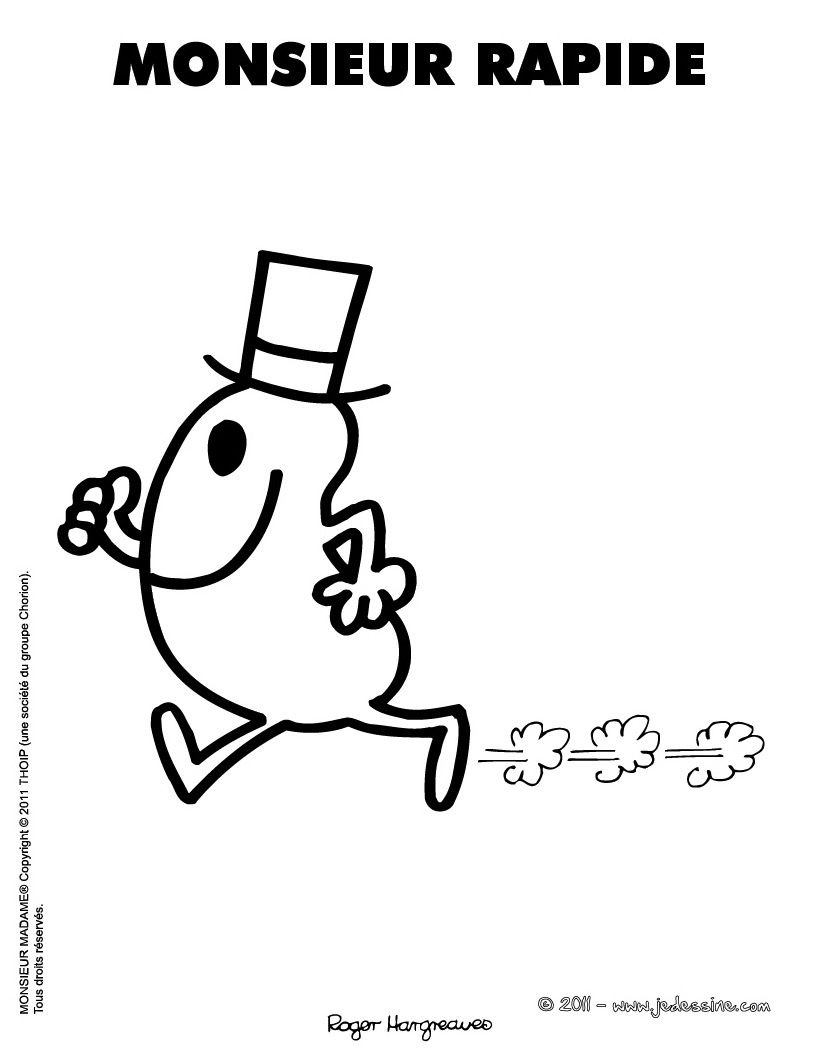 MONSIEUR RAPIDE
MONSIEUR MADAME® Copyright © 2011 THOIP (une société du groupe Chorion).
Tous droits réservés.
© 2011 - www.jedessine.com
Roger Hargreaves